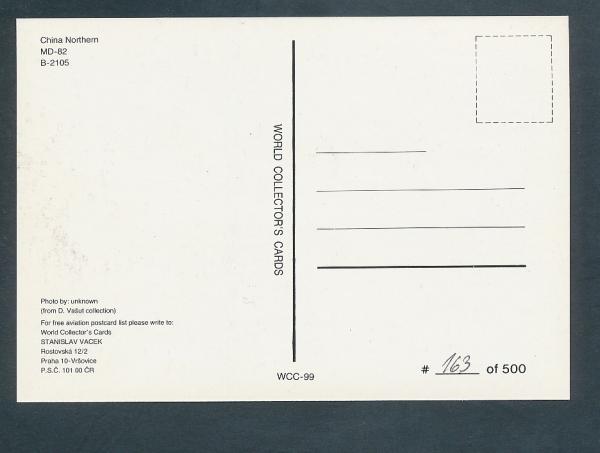 China Northern
MD-82
B-2105
Photo by: unknown
(from D. Vašut collection)
For free aviation postcard list please write to:
World Collector's Cards
STANISLAV VACEK
Rostovská 12/2
Praha 10-Vršovice
P.S.Č. 101 00 ČR
WORLD COLLECTOR'S CARDS
WCC-99
# 163 of 500